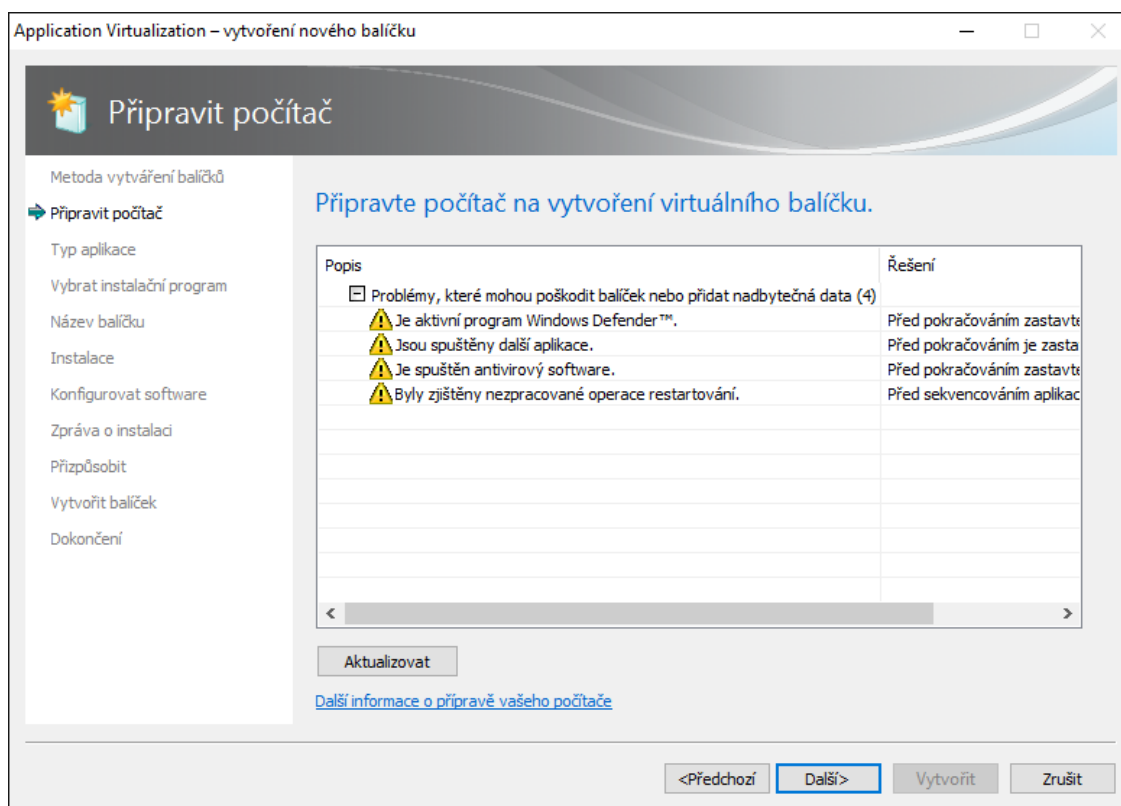 Application Virtualization – vytvoření nového balíčku
Připravit počítač
Metoda vytváření balíčků
Připravit počítač
Typ aplikace
Vybrat instalační program
Název balíčku
Instalace
Konfigurovat software
Zpráva o instalaci
Přizpůsobit
Vytvořit balíček
Dokončení
Připravte počítač na vytvoření virtuálního balíčku.
Popis Řešení
Problémy, které mohou poškodit balíček nebo přidat nadbytečná data (4)
Je aktivní program Windows Defender™. Před pokračováním zastavte
Jsou spuštěny další aplikace. Před pokračováním je zasta
Je spuštěn antivirový software. Před pokračováním zastavte
Byly zjištěny nezpracované operace restartování. Před sekvencováním aplikac
Aktualizovat
Další informace o přípravě vašeho počítače
<Předchozí Další> Vytvořit Zrušit